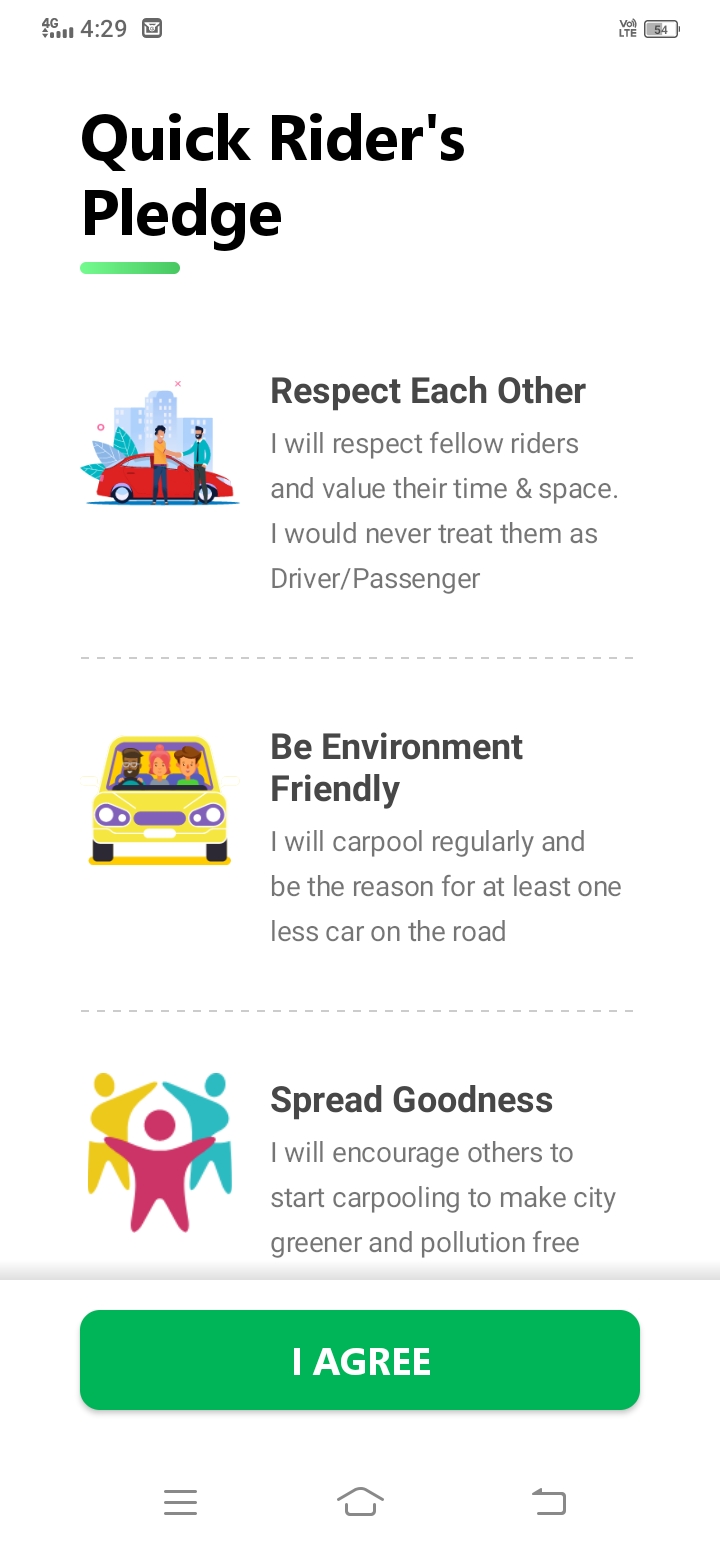 4G 4:29 Vo) LTE 54
Quick Rider's
Pledge
Respect Each Other
I will respect fellow riders
and value their time & space.
I would never treat them as
Driver/Passenger
Be Environment
Friendly
I will carpool regularly and
be the reason for at least one
less car on the road
Spread Goodness
I will encourage others to
start carpooling to make city
greener and pollution free
I AGREE